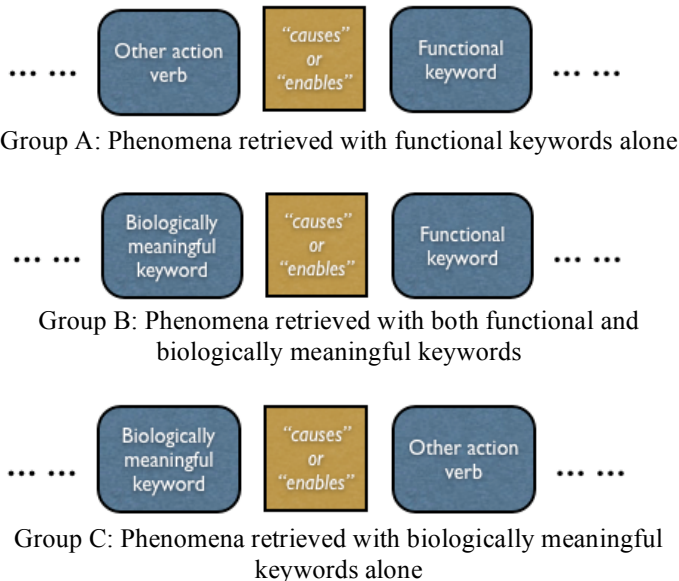 Other action
verb
"causes"
or
"enables"
Functional
keyword
... ...
... ...
Group A: Phenomena retrieved with functional keywords alone
Biologically
meaningful
keyword
"causes"
or
"enables"
Functional
keyword
... ...
... ...
Group B: Phenomena retrieved with both functional and
biologically meaningful keywords
Biologically
meaningful
keyword
"causes"
or
"enables"
Other action
verb
... ...
... ...
Group C: Phenomena retrieved with biologically meaningful
keywords alone